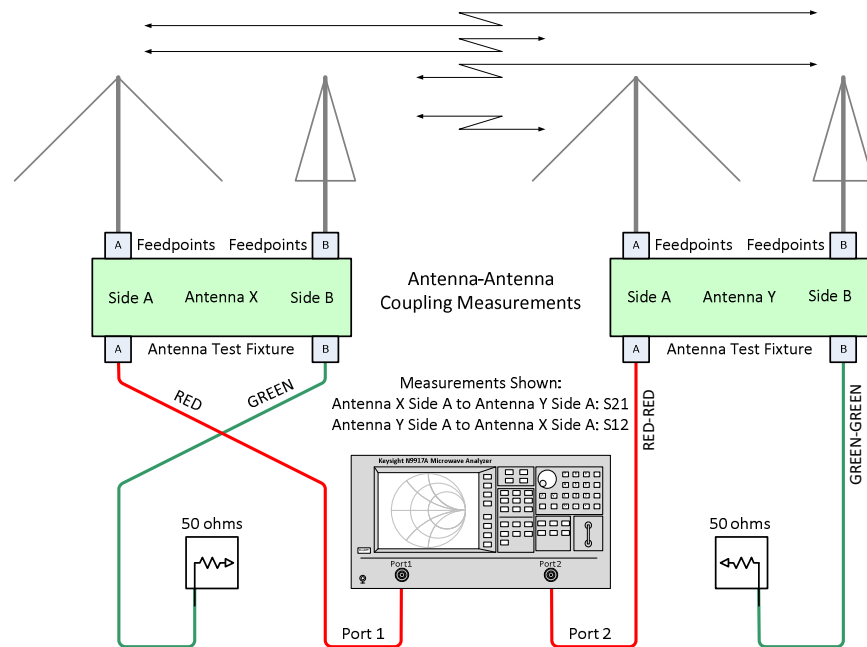 A Feedpoints Feedpoints B
A Feedpoints Feedpoints B
Side A Antenna X Side B
Antenna-Antenna
Coupling Measurements
Side A Antenna Y Side B
A Antenna Test Fixture B
A Antenna Test Fixture B
RED
GREEN
Measurements Shown:
Antenna X Side A to Antenna Y Side A: S21
Antenna Y Side A to Antenna X Side A: S12
RED-RED
GREEN-GREEN
Keysight N9917A Microwave Analyzer
50 ohms
50 ohms
Port1
Port2
Port 1
Port 2